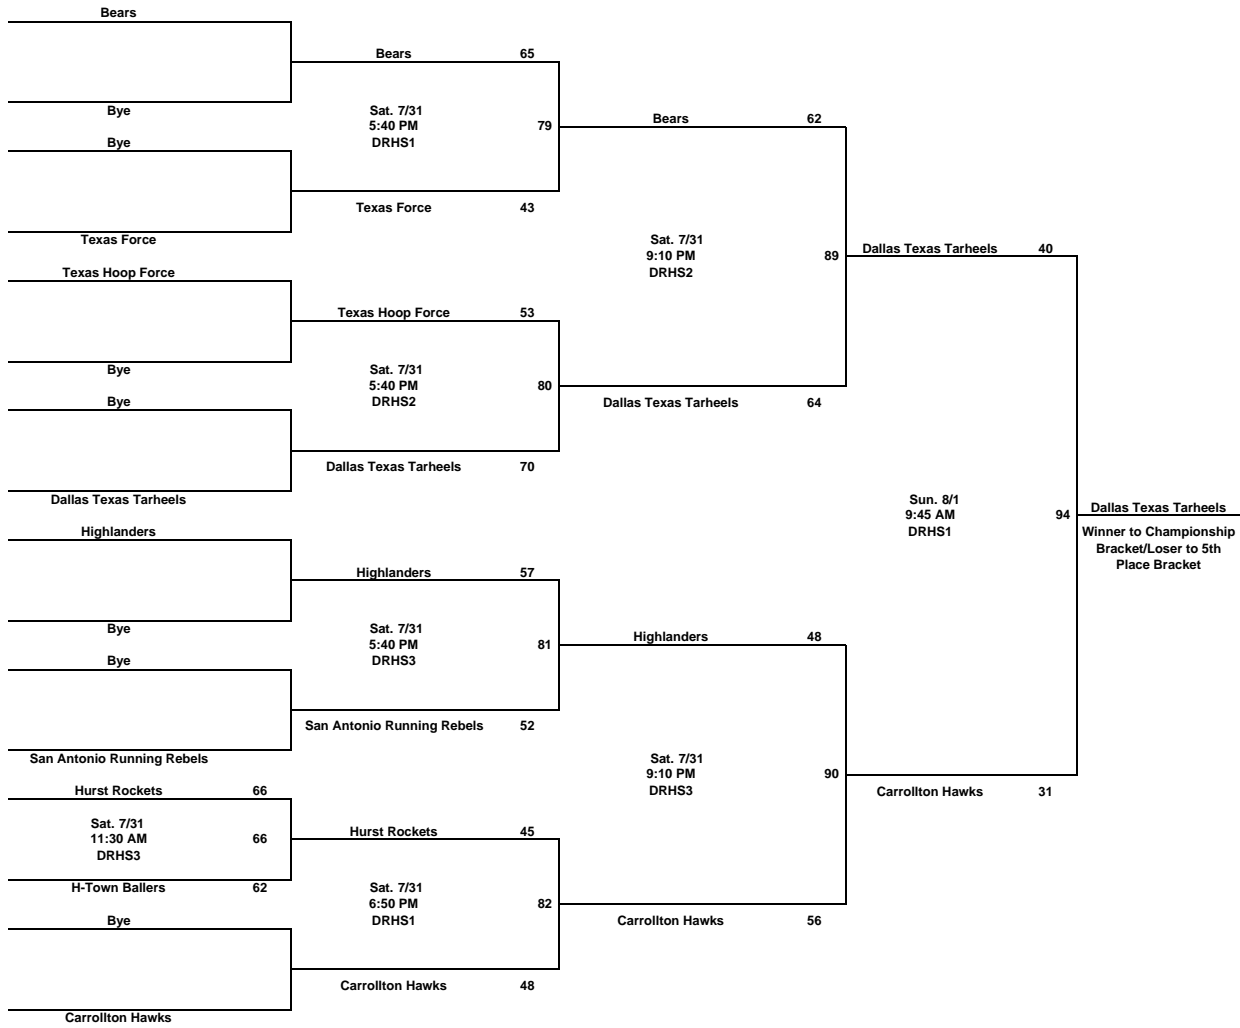 Bears
Bears 65
Bye
Sat. 7/31
5:40 PM
DRHS1
79
Bears 62
Bye
Texas Force 43
Texas Force
Sat. 7/31
9:10 PM
DRHS2
89
Dallas Texas Tarheels 40
Texas Hoop Force
Texas Hoop Force 53
Bye
Sat. 7/31
5:40 PM
DRHS2
80
Bye
Dallas Texas Tarheels 64
Dallas Texas Tarheels 70
Dallas Texas Tarheels
Sun. 8/1
9:45 AM
DRHS1
94
Dallas Texas Tarheels
Winner to Championship
Bracket/Loser to 5th
Place Bracket
Highlanders
Highlanders 57
Bye
Sat. 7/31
5:40 PM
DRHS3
81
Highlanders 48
Bye
San Antonio Running Rebels 52
San Antonio Running Rebels
Sat. 7/31
9:10 PM
DRHS3
90
Carrollton Hawks 31
Hurst Rockets 66
Sat. 7/31
11:30 AM
DRHS3
66
Hurst Rockets 45
H-Town Ballers 62
Sat. 7/31
6:50 PM
DRHS1
82
Bye
Carrollton Hawks 56
Carrollton Hawks 48
Carrollton Hawks